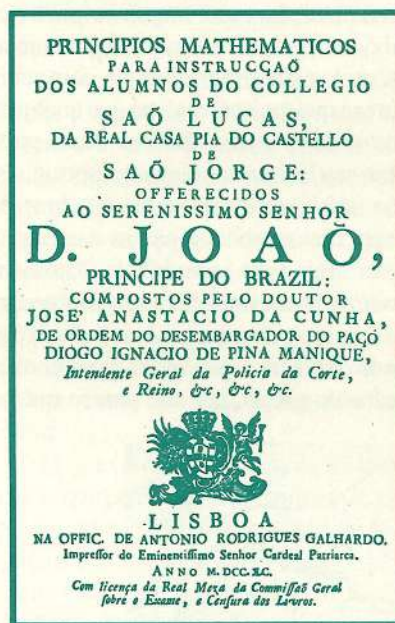 PRINCIPIOS MATHEMATICOS
PARA INSTRUCÇAÕ
DOS ALUMNOS DO COLLEGIO
DE
SAÕ LUCAS,
DA REAL CASA PIA DO CASTELLO
DE
SAÕ JORGE:
OFFERECIDOS
AO SERENISSIMO SENHOR
D. JOAÕ,
PRINCIPE DO BRAZIL:
COMPOSTOS PELO DOUTOR
JOSE' ANASTACIO DA CUNHA,
DE ORDEM DO DESEMBARGADOR DO PAÇO
DIÓGO IGNACIO DE PINA MANIQUE,
Intendente Geral da Policia da Corte,
e Reino, &c, &c, &c.
LISBOA
NA OFFIC. DE ANTONIO RODRIGUES GALHARDO.
Impressor do Eminentissimo Senhor Cardeal Patriarca.
ANNO M.DCC.XC.
Com licença da Real Meza da Commissaõ Geral
sobre o Exame, e Censura dos Livros.